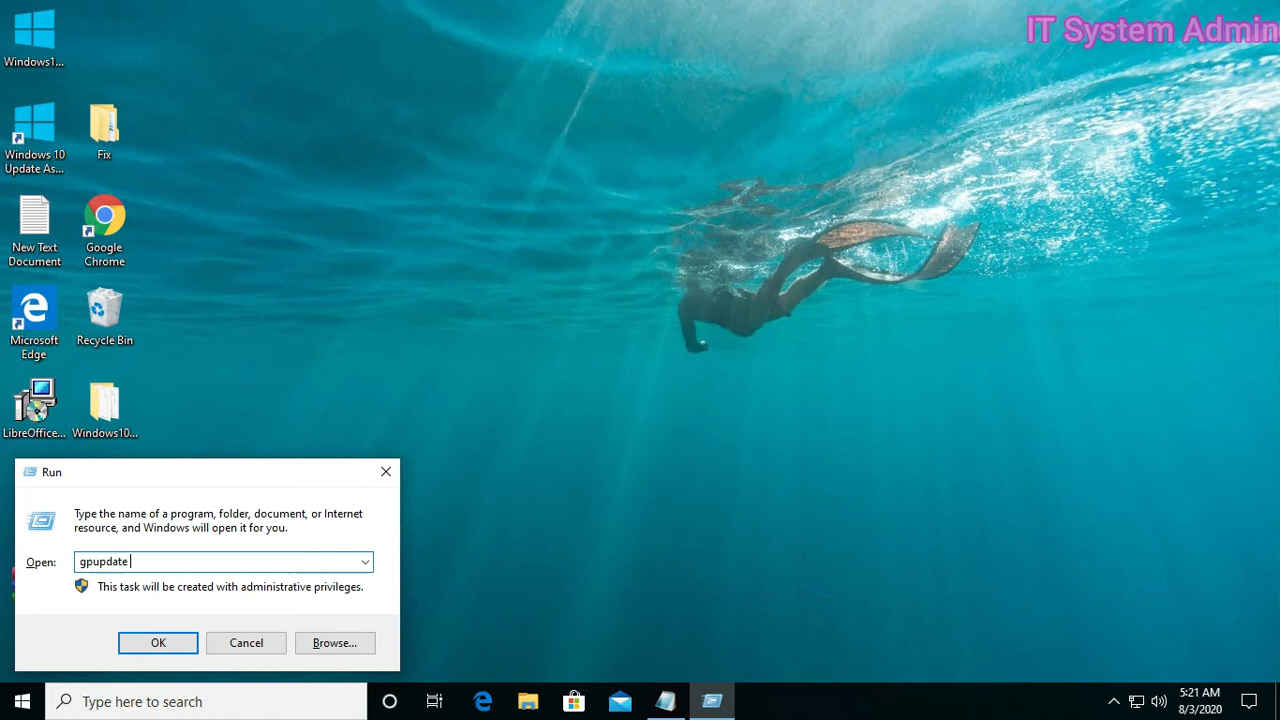 IT System Admin
Windows1...
Windows 10
Update As...
Fix
New Text
Document
Google
Chrome
Microsoft
Edge
Recycle Bin
LibreOffice...
Windows10...
Run
Type the name of a program, folder, document, or Internet
resource, and Windows will open it for you.
Open:
gpupdate
This task will be created with administrative privileges.
OK
Cancel
Browse...
Type here to search
5:21 AM
8/3/2020